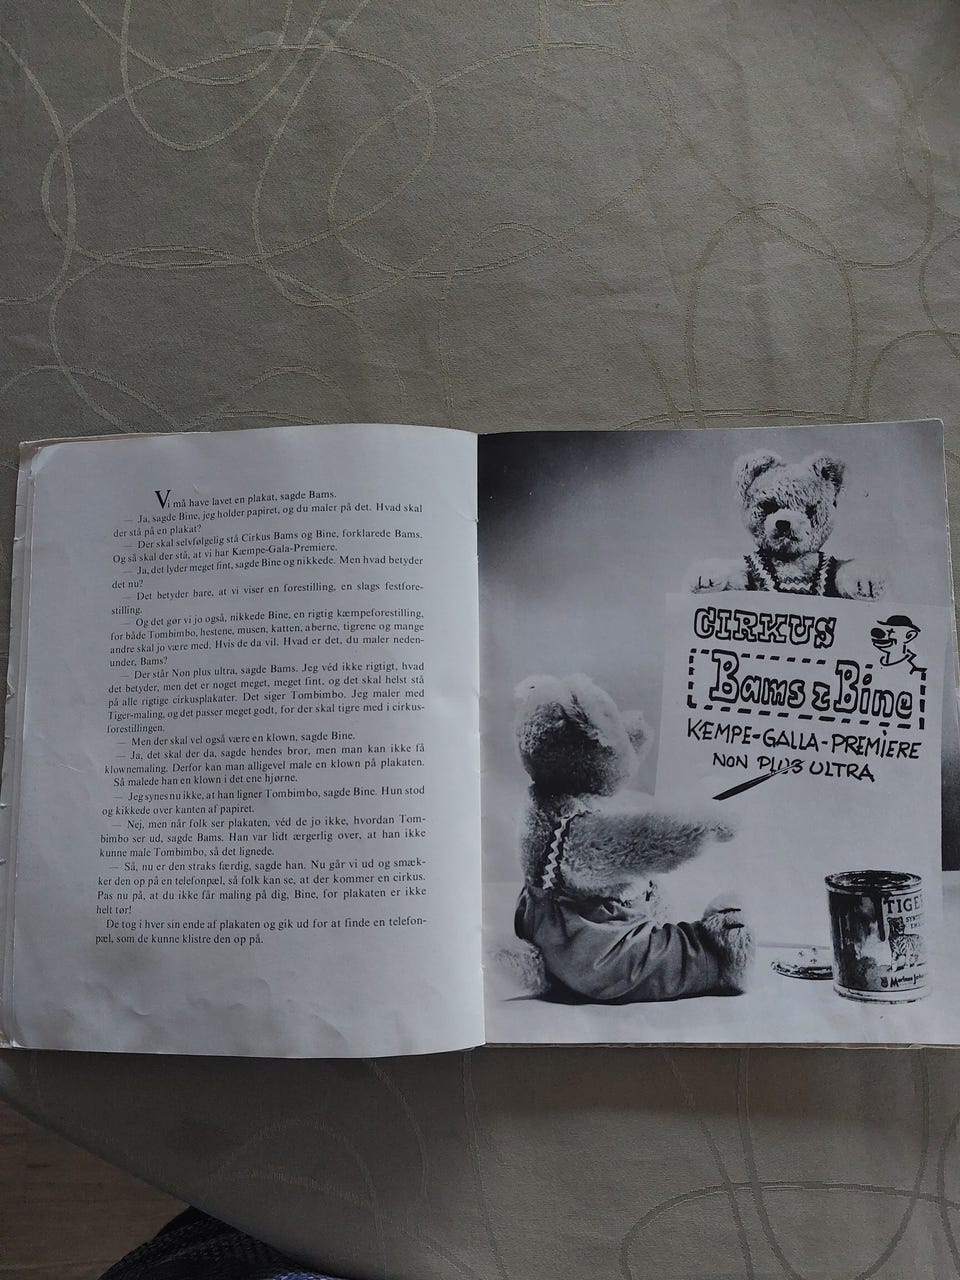 Vi må have lavet en plakat, sagde Bams.
— Ja, sagde Bine, jeg holder papiret, og du maler på det. Hvad skal
der stå på en plakat?
— Der skal selvfølgelig stå Cirkus Bams og Bine, forklarede Bams.
Og så skal der stå, at vi har Kæmpe-Gala-Premiere.
— Ja, det lyder meget fint, sagde Bine og nikkede. Men hvad betyder
det nu?
— Det betyder bare, at vi viser en forestilling, en slags festfore-
stilling.
— Og det gør vi jo også, nikkede Bine, en rigtig kæmpeforestilling,
for både Tombimbo, hestene, musen, katten, aberne, tigrene og mange
andre skal jo være med. Hvis de da vil. Hvad er det, du maler neden-
under, Bams?
— Der står Non plus ultra, sagde Bams. Jeg véd ikke rigtigt, hvad
det betyder, men det er noget meget, meget fint, og det skal helst stå
på alle rigtige cirkusplakater. Det siger Tombimbo. Jeg maler med
Tiger-maling, og det passer meget godt, for der skal tigre med i cirkus-
forestillingen.
— Men der skal vel også være en klown, sagde Bine.
— Ja, det skal der da, sagde hendes bror, men man kan ikke få
klownemaling. Derfor kan man alligevel male en klown på plakaten.
Så malede han en klown i det ene hjørne.
— Jeg synes nu ikke, at han ligner Tombimbo, sagde Bine. Hun stod
og kikkede over kanten af papiret.
— Nej, men når folk ser plakaten, véd de jo ikke, hvordan Tom-
bimbo ser ud, sagde Bams. Han var lidt ærgerlig over, at han ikke
kunne male Tombimbo, så det lignede.
— Så, nu er den straks færdig, sagde han. Nu går vi ud og smæk-
ker den op på en telefonpæl, så folk kan se, at der kommer en cirkus.
Pas nu på, at du ikke får maling på dig, Bine, for plakaten er ikke
helt tør!
De tog i hver sin ende af plakaten og gik ud for at finde en telefon-
pæl, som de kunne klistre den op på.
CIRKUS
Bams & Bine
KÆMPE-GALLA-PREMIERE
NON PLUS ULTRA
TIGE